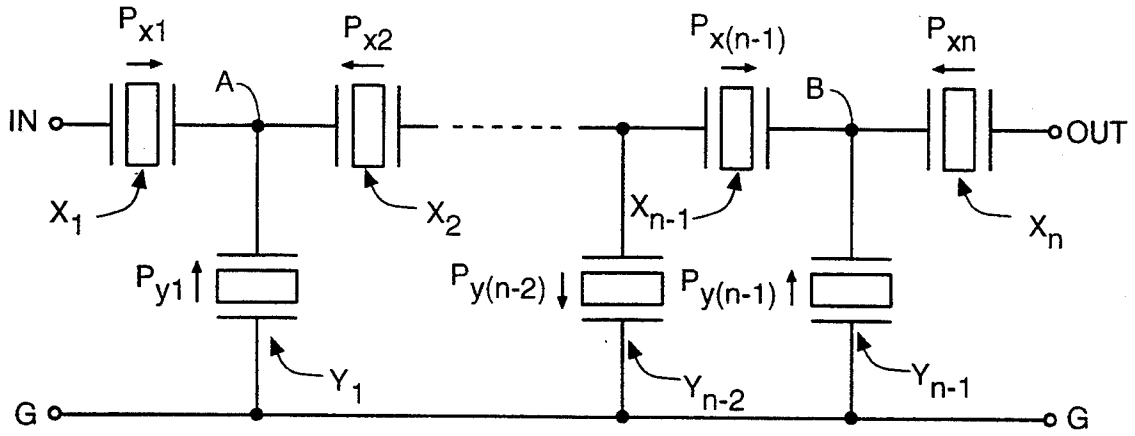 Px1 Px2 Px(n-1) Pxn
A B
IN OUT
X1 X2 Xn-1 Xn
Py1 Py(n-2) Py(n-1)
Y1 Yn-2 Yn-1
G G